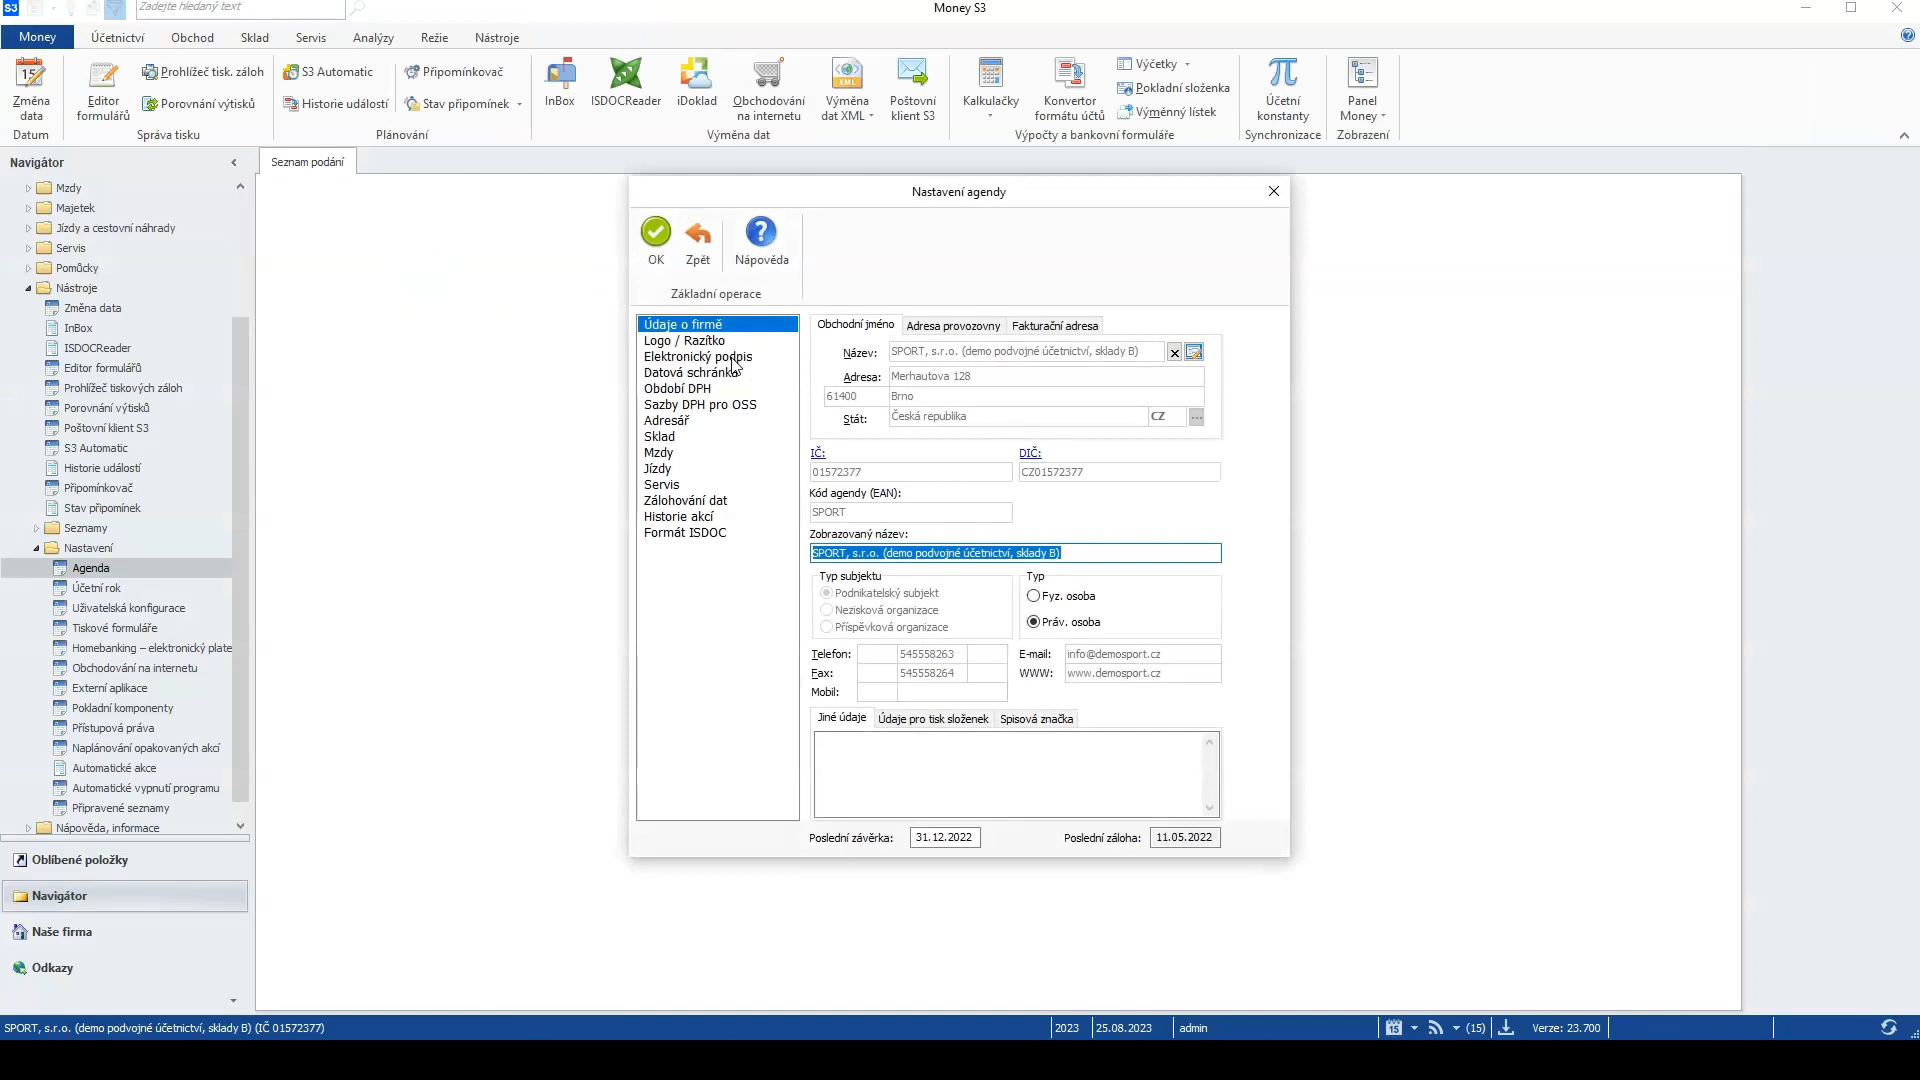 S3
Zadejte hledaný text
Money S3
Money
Účetnictví
Obchod
Sklad
Servis
Analýzy
Režie
Nástroje
Změna data
Datum
Editor formulářů
Prohlížeč tisk. záloh
Porovnání výtisků
Správa tisku
S3 Automatic
Historie událostí
Připomínkovač
Stav připomínek
Plánování
InBox
ISDOCReader
iDoklad
Obchodování na internetu
Výměna dat XML
Poštovní klient S3
Výměna dat
Kalkulačky
Konvertor formátu účtů
Výčetky
Pokladní složenka
Výměnný lístek
Výpočty a bankovní formuláře
Účetní konstanty
Synchronizace
Panel Money
Zobrazení
Navigátor
Seznam podání
Mzdy
Majetek
Jízdy a cestovní náhrady
Servis
Pomůcky
Nástroje
Změna data
InBox
ISDOCReader
Editor formulářů
Prohlížeč tiskových záloh
Porovnání výtisků
Poštovní klient S3
S3 Automatic
Historie událostí
Připomínkovač
Stav připomínek
Seznamy
Nastavení
Agenda
Účetní rok
Uživatelská konfigurace
Tiskové formuláře
Homebanking – elektronický plate
Obchodování na internetu
Externí aplikace
Pokladní komponenty
Přístupová práva
Naplánování opakovaných akcí
Automatické akce
Automatické vypnutí programu
Připravené seznamy
Nápověda, informace
Oblíbené položky
Navigátor
Naše firma
Odkazy
Nastavení agendy
OK
Zpět
Nápověda
Základní operace
Údaje o firmě
Logo / Razítko
Elektronický podpis
Datová schránka
Období DPH
Sazby DPH pro OSS
Adresář
Sklad
Mzdy
Jízdy
Servis
Zálohování dat
Historie akcí
Formát ISDOC
Obchodní jméno
Adresa provozovny
Fakturační adresa
Název: SPORT, s.r.o. (demo podvojné účetnictví, sklady B)
Adresa: Merhautova 128
61400 Brno
Stát: Česká republika CZ
IČ: DIČ:
01572377 CZ01572377
Kód agendy (EAN):
SPORT
Zobrazovaný název:
SPORT, s.r.o. (demo podvojné účetnictví, sklady B)
Typ subjektu
Podnikatelský subjekt
Nezisková organizace
Příspěvková organizace
Typ
Fyz. osoba
Práv. osoba
Telefon: 545558263 E-mail: info@demosport.cz
Fax: 545558264 WWW: www.demosport.cz
Mobil:
Jiné údaje
Údaje pro tisk složenek
Spisová značka
Poslední závěrka: 31.12.2022 Poslední záloha: 11.05.2022
SPORT, s.r.o. (demo podvojné účetnictví, sklady B) (IČ 01572377)
2023
25.08.2023
admin
15
(15)
Verze: 23.700